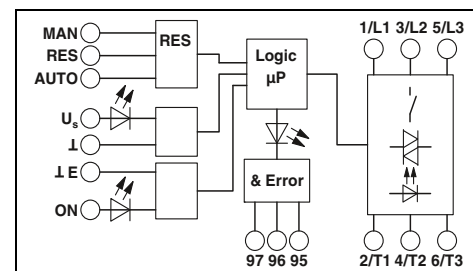 1/L1 3/L2 5/L3
MAN
RES
AUTO
RES
Logic
µP
Us
⊥
⊥ E
ON
& Error
97 96 95
2/T1 4/T2 6/T3